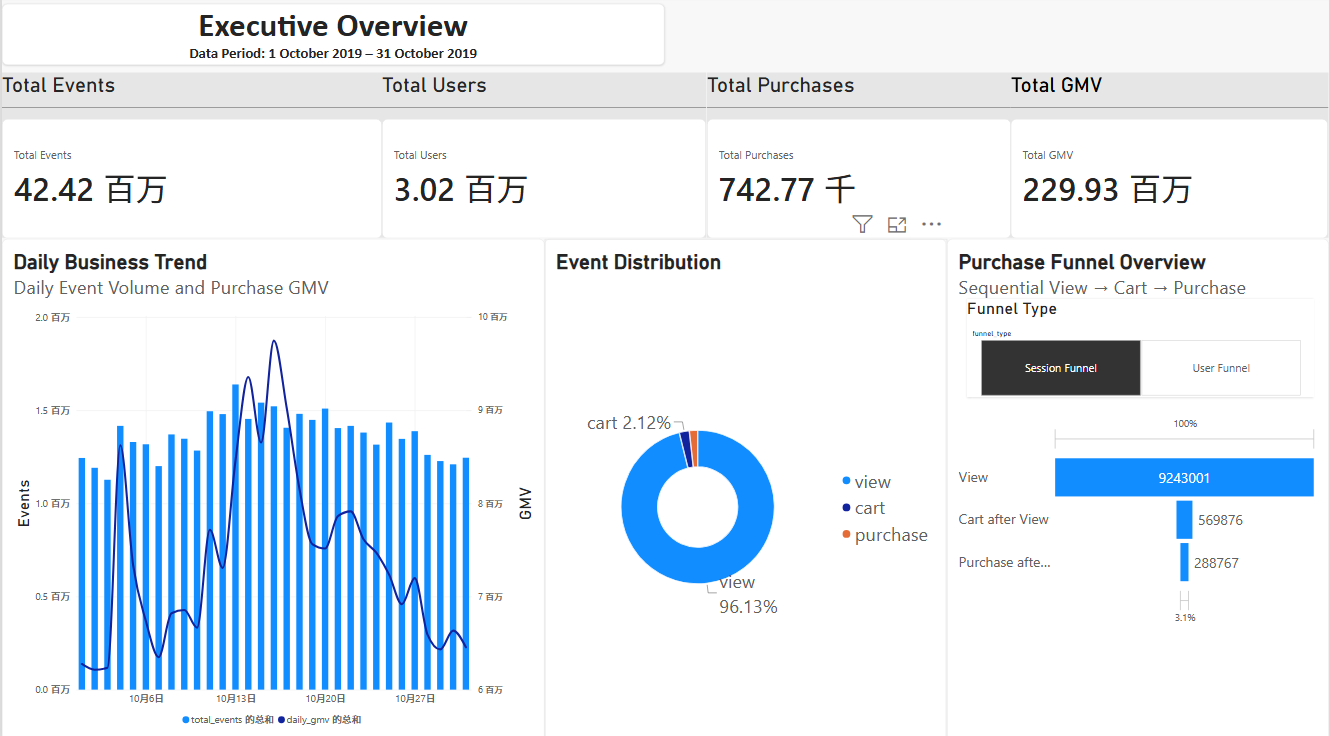 Executive Overview
Data Period: 1 October 2019 – 31 October 2019
Total Events
Total Users
Total Purchases
Total GMV
Total Events
42.42 百万
Total Users
3.02 百万
Total Purchases
742.77 千
Total GMV
229.93 百万
Daily Business Trend
Daily Event Volume and Purchase GMV
2.0 百万
1.5 百万
1.0 百万
0.5 百万
0.0 百万
Events
10 百万
9 百万
8 百万
7 百万
6 百万
GMV
10月6日
10月13日
10月20日
10月27日
total_events 的总和
daily_gmv 的总和
Event Distribution
cart 2.12%
view
96.13%
view
cart
purchase
Purchase Funnel Overview
Sequential View → Cart → Purchase
Funnel Type
funnel_type
Session Funnel
User Funnel
100%
View
9243001
Cart after View
569876
Purchase afte...
288767
3.1%